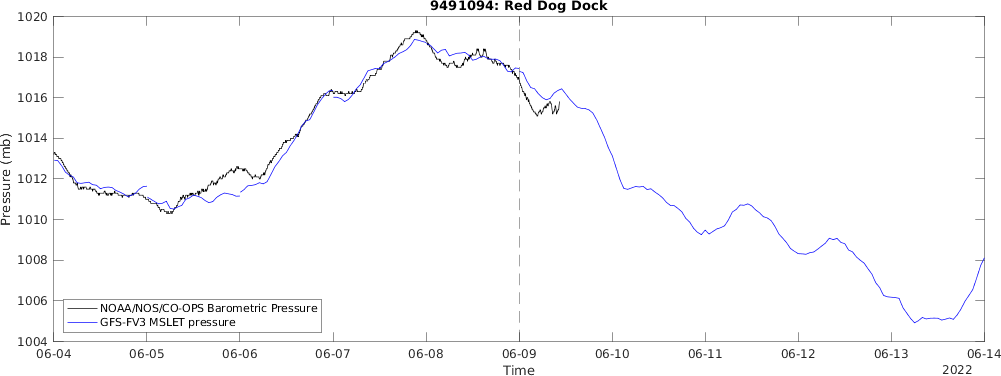 9491094: Red Dog Dock
Pressure (mb)
1020
1018
1016
1014
1012
1010
1008
1006
1004
NOAA/NOS/CO-OPS Barometric Pressure
GFS-FV3 MSLET pressure
06-04 06-05 06-06 06-07 06-08 06-09 06-10 06-11 06-12 06-13 06-14
Time
2022